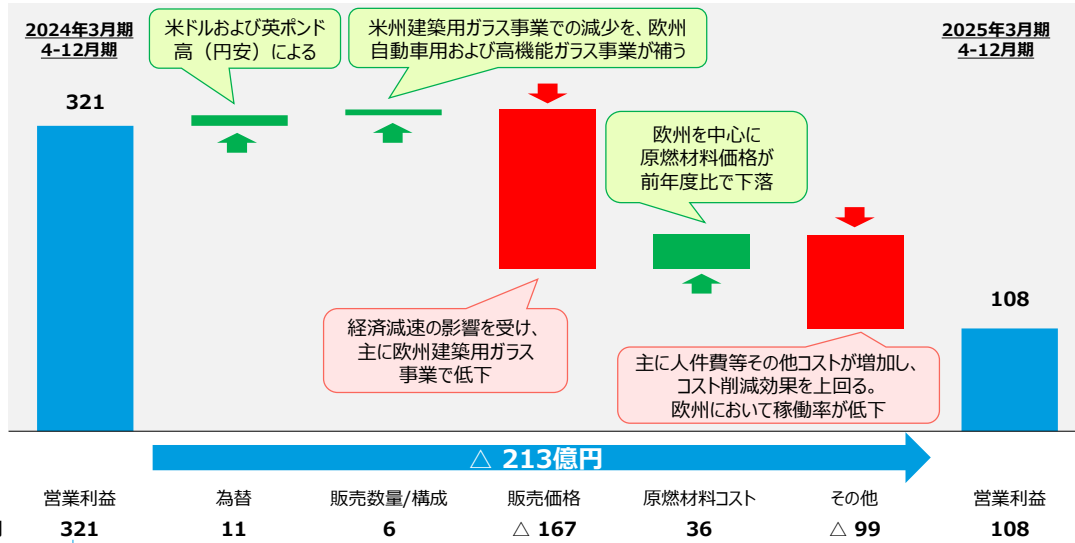 2024年3月期
4-12月期
米ドルおよび英ポンド
高（円安）による
米州建築用ガラス事業での減少を、欧州
自動車用および高機能ガラス事業が補う
2025年3月期
4-12月期
321
欧州を中心に
原燃材料価格が
前年度比で下落
経済減速の影響を受け、
主に欧州建築用ガラス
事業で低下
主に人件費等その他コストが増加し、
コスト削減効果を上回る。
欧州において稼働率が低下
108
△ 213億円
営業利益 為替 販売数量/構成 販売価格 原燃材料コスト その他 営業利益
321 11 6 △ 167 36 △ 99 108